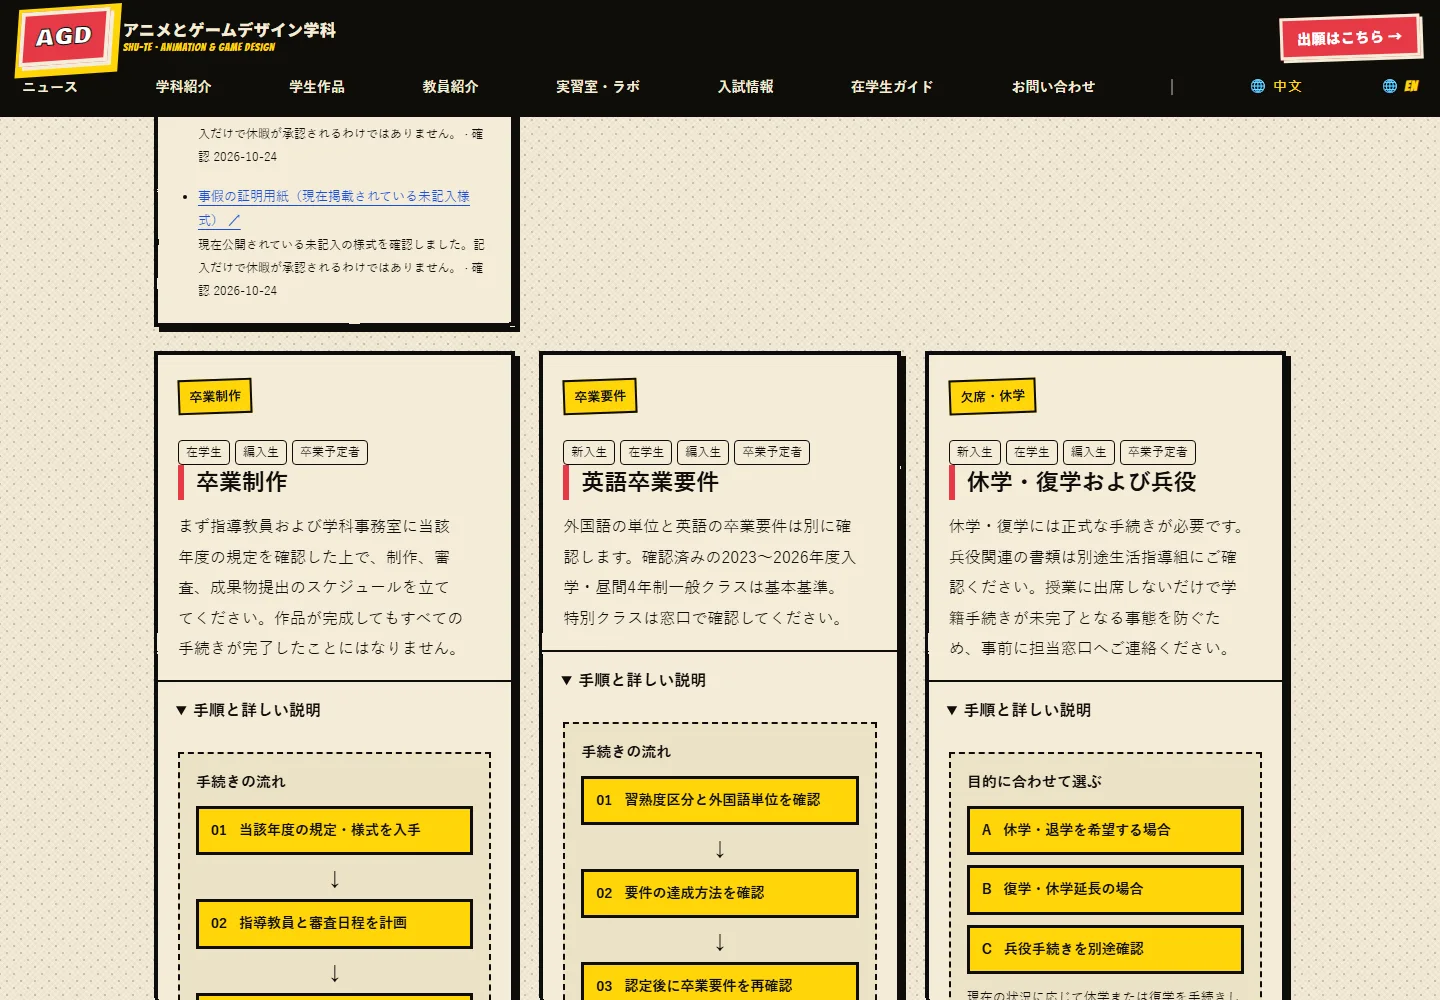 AGD
アニメとゲームデザイン学科
SHU-TE · ANIMATION & GAME DESIGN
出願はこちら →
ニュース
学科紹介
学生作品
教員紹介
実習室・ラボ
入試情報
在学生ガイド
お問い合わせ
|
中文
EN
入だけで休暇が承認されるわけではありません。 · 確
認 2026-10-24
事假の証明用紙（現在掲載されている未記入様
式） ↗
現在公開されている未記入の様式を確認しました。記
入だけで休暇が承認されるわけではありません。 · 確
認 2026-10-24
卒業制作
在学生
編入生
卒業予定者
卒業制作
まず指導教員および学科事務室に当該
年度の規定を確認した上で、制作、審
査、成果物提出のスケジュールを立て
てください。作品が完成してもすべての
手続きが完了したことにはなりません。
▼ 手順と詳しい説明
手続きの流れ
01 当該年度の規定・様式を入手
↓
02 指導教員と審査日程を計画
↓
卒業要件
新入生
在学生
編入生
卒業予定者
英語卒業要件
外国語の単位と英語の卒業要件は別に確
認します。確認済みの2023〜2026年度入
学・昼間4年制一般クラスは基本基準。
特別クラスは窓口で確認してください。
▼ 手順と詳しい説明
手続きの流れ
01 習熟度区分と外国語単位を確認
↓
02 要件の達成方法を確認
↓
03 認定後に卒業要件を再確認
欠席・休学
新入生
在学生
編入生
卒業予定者
休学・復学および兵役
休学・復学には正式な手続きが必要です。
兵役関連の書類は別途生活指導組にご確
認ください。授業に出席しないだけで学
籍手続きが未完了となる事態を防ぐた
め、事前に担当窓口へご連絡ください。
▼ 手順と詳しい説明
目的に合わせて選ぶ
A 休学・退学を希望する場合
B 復学・休学延長の場合
C 兵役手続きを別途確認
現在の状況に応じて休学または復学を手続きし